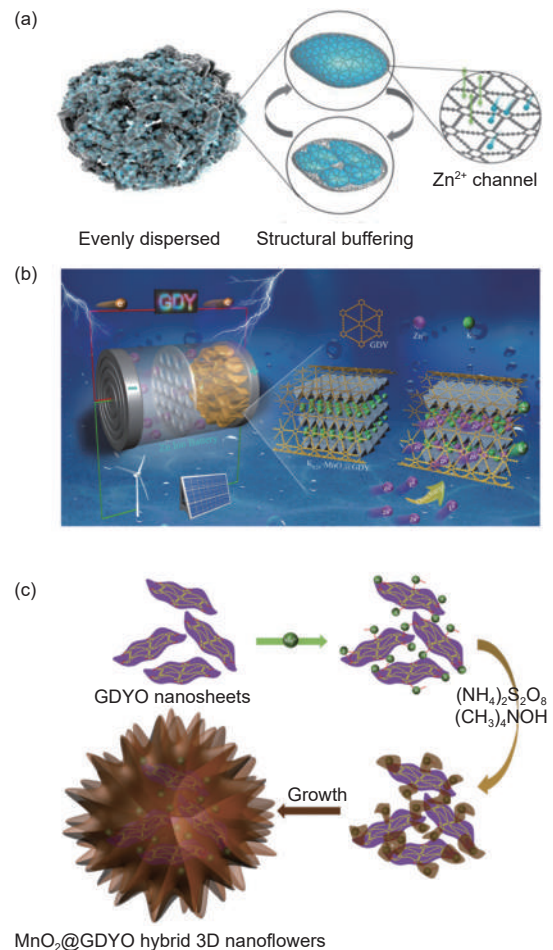 (a)
Zn²⁺ channel
Evenly dispersed
Structural buffering
(b)
GDY
GDY
(c)
GDYO nanosheets
(NH₄)₂S₂O₈
(CH₃)₄NOH
Growth
MnO₂@GDYO hybrid 3D nanoflowers